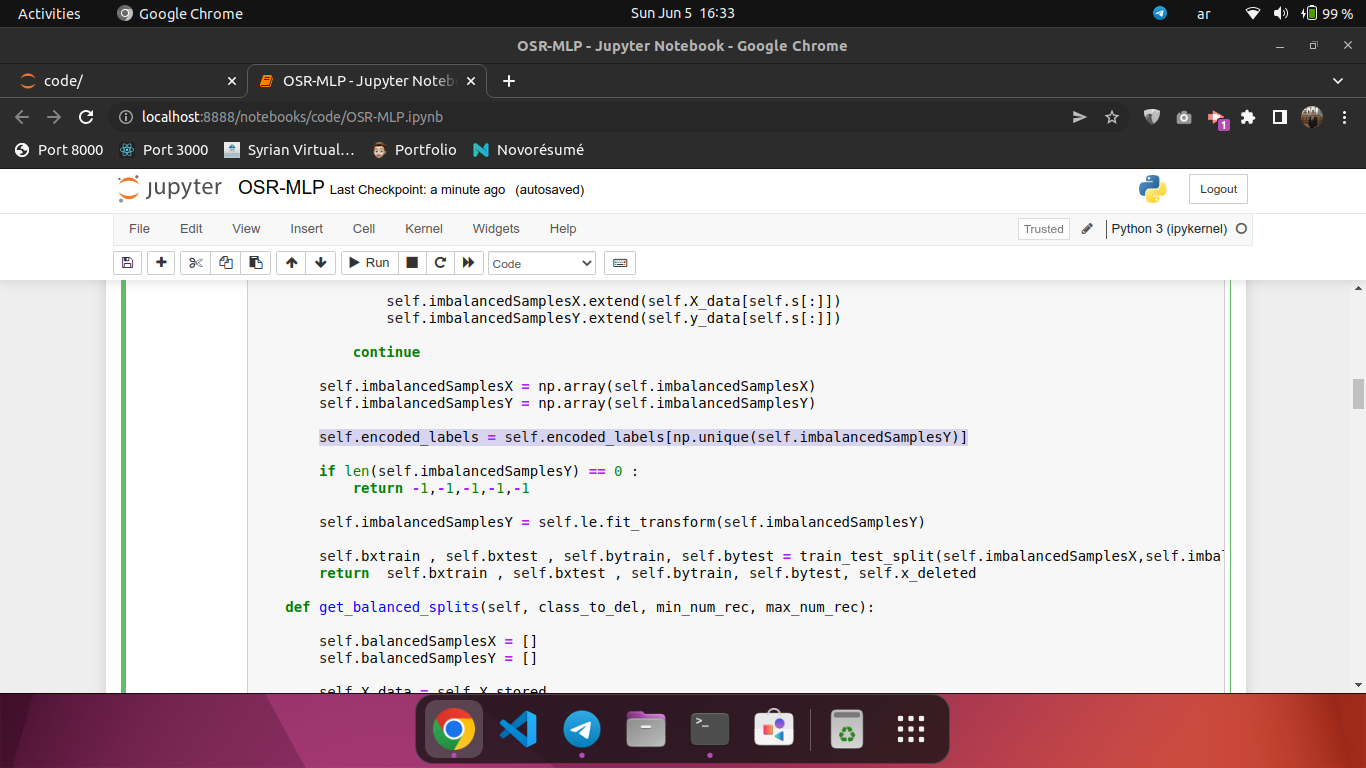 Activities Google Chrome Sun Jun 5 16:33 ar 99 %
OSR-MLP - Jupyter Notebook - Google Chrome
code/ OSR-MLP - Jupyter Noteb
localhost:8888/notebooks/code/OSR-MLP.ipynb 1
Port 8000 Port 3000 Syrian Virtual... Portfolio Novorésumé
jupyter OSR-MLP Last Checkpoint: a minute ago (autosaved) Logout
File Edit View Insert Cell Kernel Widgets Help Trusted Python 3 (ipykernel)
Run Code
self.imbalancedSamplesX.extend(self.X_data[self.s[:]])
self.imbalancedSamplesY.extend(self.y_data[self.s[:]])
continue
self.imbalancedSamplesX = np.array(self.imbalancedSamplesX)
self.imbalancedSamplesY = np.array(self.imbalancedSamplesY)
self.encoded_labels = self.encoded_labels[np.unique(self.imbalancedSamplesY)]
if len(self.imbalancedSamplesY) == 0 :
return -1,-1,-1,-1,-1
self.imbalancedSamplesY = self.le.fit_transform(self.imbalancedSamplesY)
self.bxtrain , self.bxtest , self.bytrain, self.bytest = train_test_split(self.imbalancedSamplesX,self.imbal
return self.bxtrain , self.bxtest , self.bytrain, self.bytest, self.x_deleted
def get_balanced_splits(self, class_to_del, min_num_rec, max_num_rec):
self.balancedSamplesX = []
self.balancedSamplesY = []
self.X_data = self.X_stored